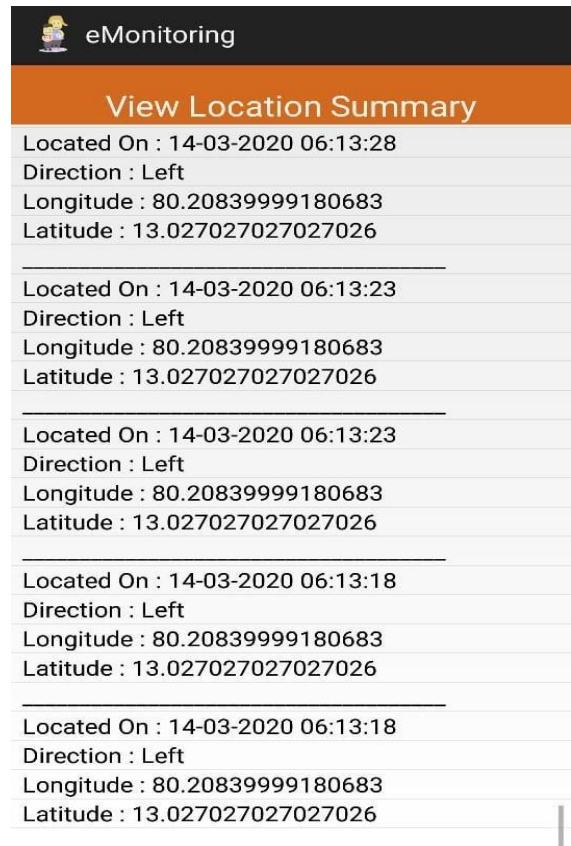 eMonitoring
View Location Summary
Located On : 14-03-2020 06:13:28
Direction : Left
Longitude : 80.20839999180683
Latitude : 13.027027027027026
______________________________________
Located On : 14-03-2020 06:13:23
Direction : Left
Longitude : 80.20839999180683
Latitude : 13.027027027027026
______________________________________
Located On : 14-03-2020 06:13:23
Direction : Left
Longitude : 80.20839999180683
Latitude : 13.027027027027026
______________________________________
Located On : 14-03-2020 06:13:18
Direction : Left
Longitude : 80.20839999180683
Latitude : 13.027027027027026
______________________________________
Located On : 14-03-2020 06:13:18
Direction : Left
Longitude : 80.20839999180683
Latitude : 13.027027027027026